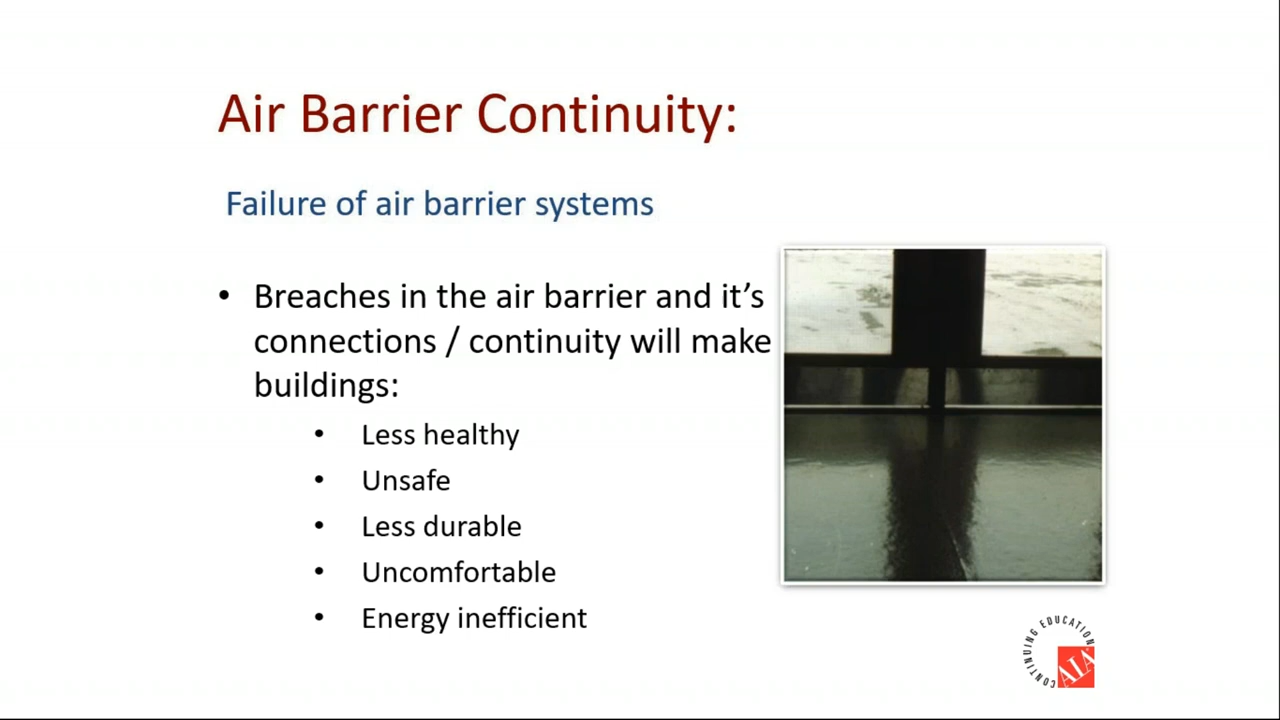 Air Barrier Continuity:
Failure of air barrier systems
• Breaches in the air barrier and it’s
connections / continuity will make
buildings:
• Less healthy
• Unsafe
• Less durable
• Uncomfortable
• Energy inefficient
CONTINUING EDUCATION
AIA